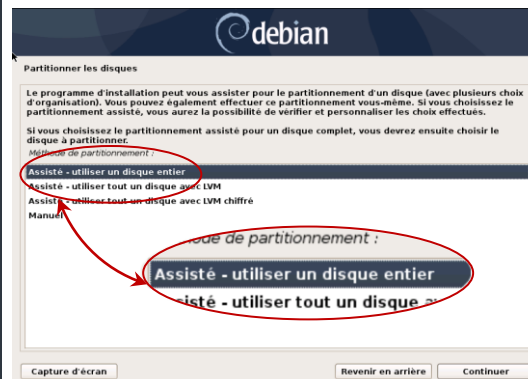 debian
Partitionner les disques
Le programme d'installation peut vous assister pour le partitionnement d'un disque (avec plusieurs choix
d'organisation). Vous pouvez également effectuer ce partitionnement vous-même. Si vous choisissez le
partitionnement assisté, vous aurez la possibilité de vérifier et personnaliser les choix effectués.
Si vous choisissez le partitionnement assisté pour un disque complet, vous devrez ensuite choisir le
disque à partitionner.
Méthode de partitionnement :
Assisté - utiliser un disque entier
Assisté - utiliser tout un disque avec LVM
Assisté - utiliser tout un disque avec LVM chiffré
Manuel
de partitionnement :
Assisté - utiliser un disque entier
sisté - utiliser tout un disque
Capture d'écran
Revenir en arrière
Continuer